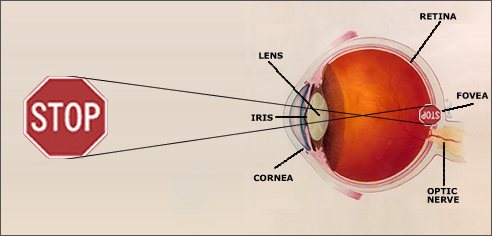 RETINA
LENS
FOVEA
STOP
STOP
IRIS
CORNEA
OPTIC
NERVE